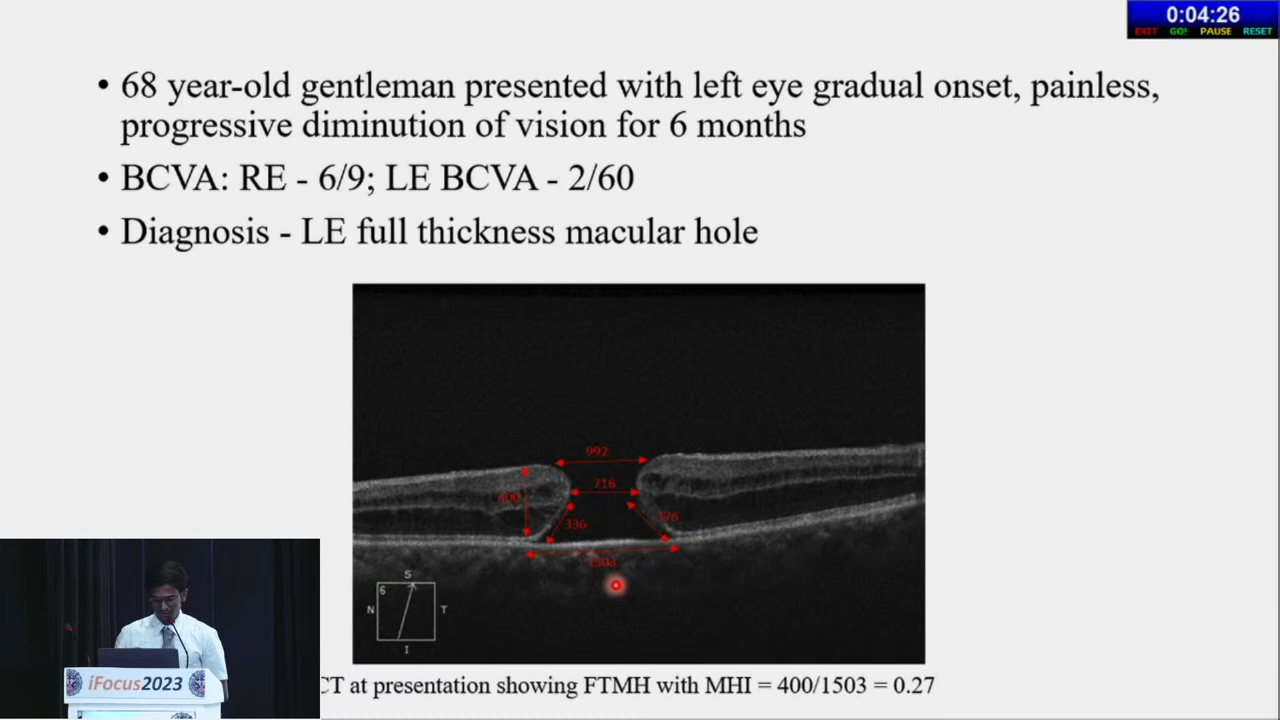 0:04:26
EXIT GO! PAUSE RESET
• 68 year-old gentleman presented with left eye gradual onset, painless,
progressive diminution of vision for 6 months
• BCVA: RE - 6/9; LE BCVA - 2/60
• Diagnosis - LE full thickness macular hole
992
716
400
336
376
1503
S
6
N
T
I
iFocus2023
CT at presentation showing FTMH with MHI = 400/1503 = 0.27